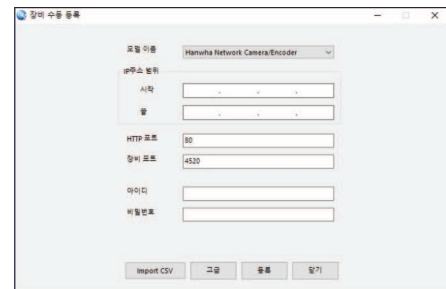 장비 수동 등록
모델 이름 Hanwha Network Camera/Encoder
IP주소 범위
시작 . . .
끝 . . .
HTTP 포트 80
장비 포트 4520
아이디
비밀번호
Import CSV 고급 등록 닫기